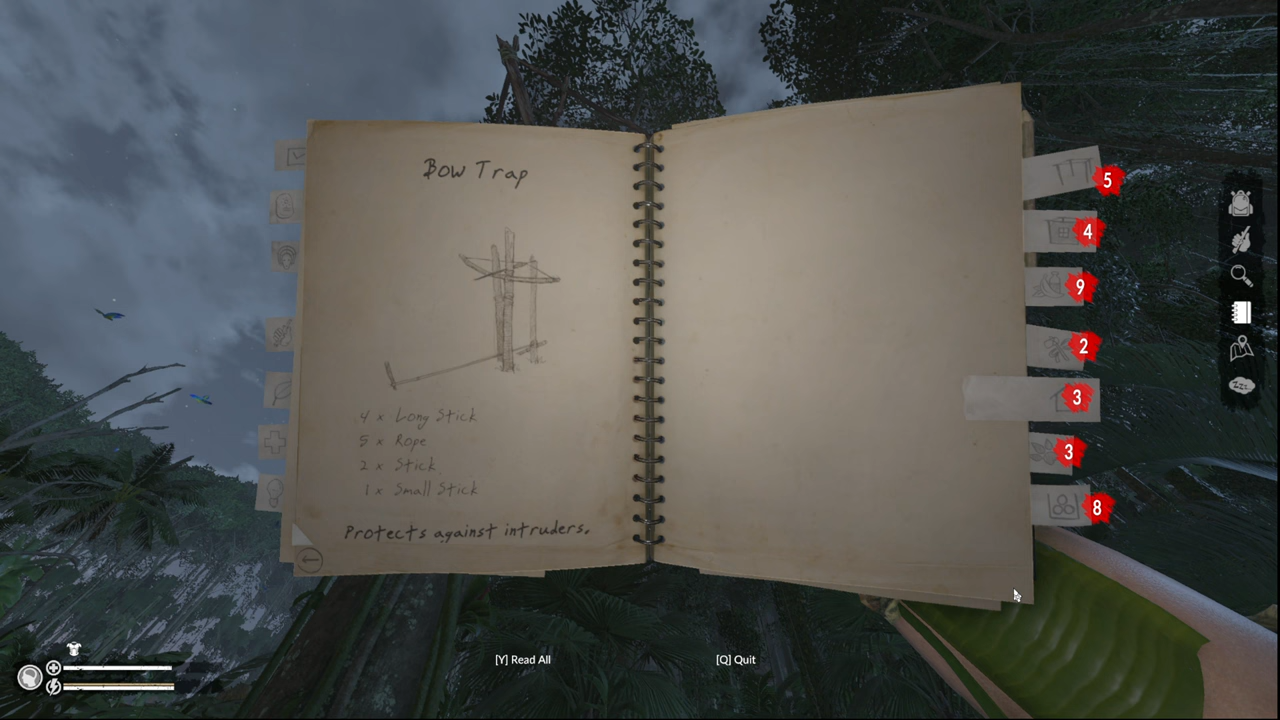 Bow Trap
4 x Long Stick
5 x Rope
2 x Stick
1 x Small Stick
Protects against intruders.
5
4
9
2
3
3
8
[Y] Read All
[Q] Quit